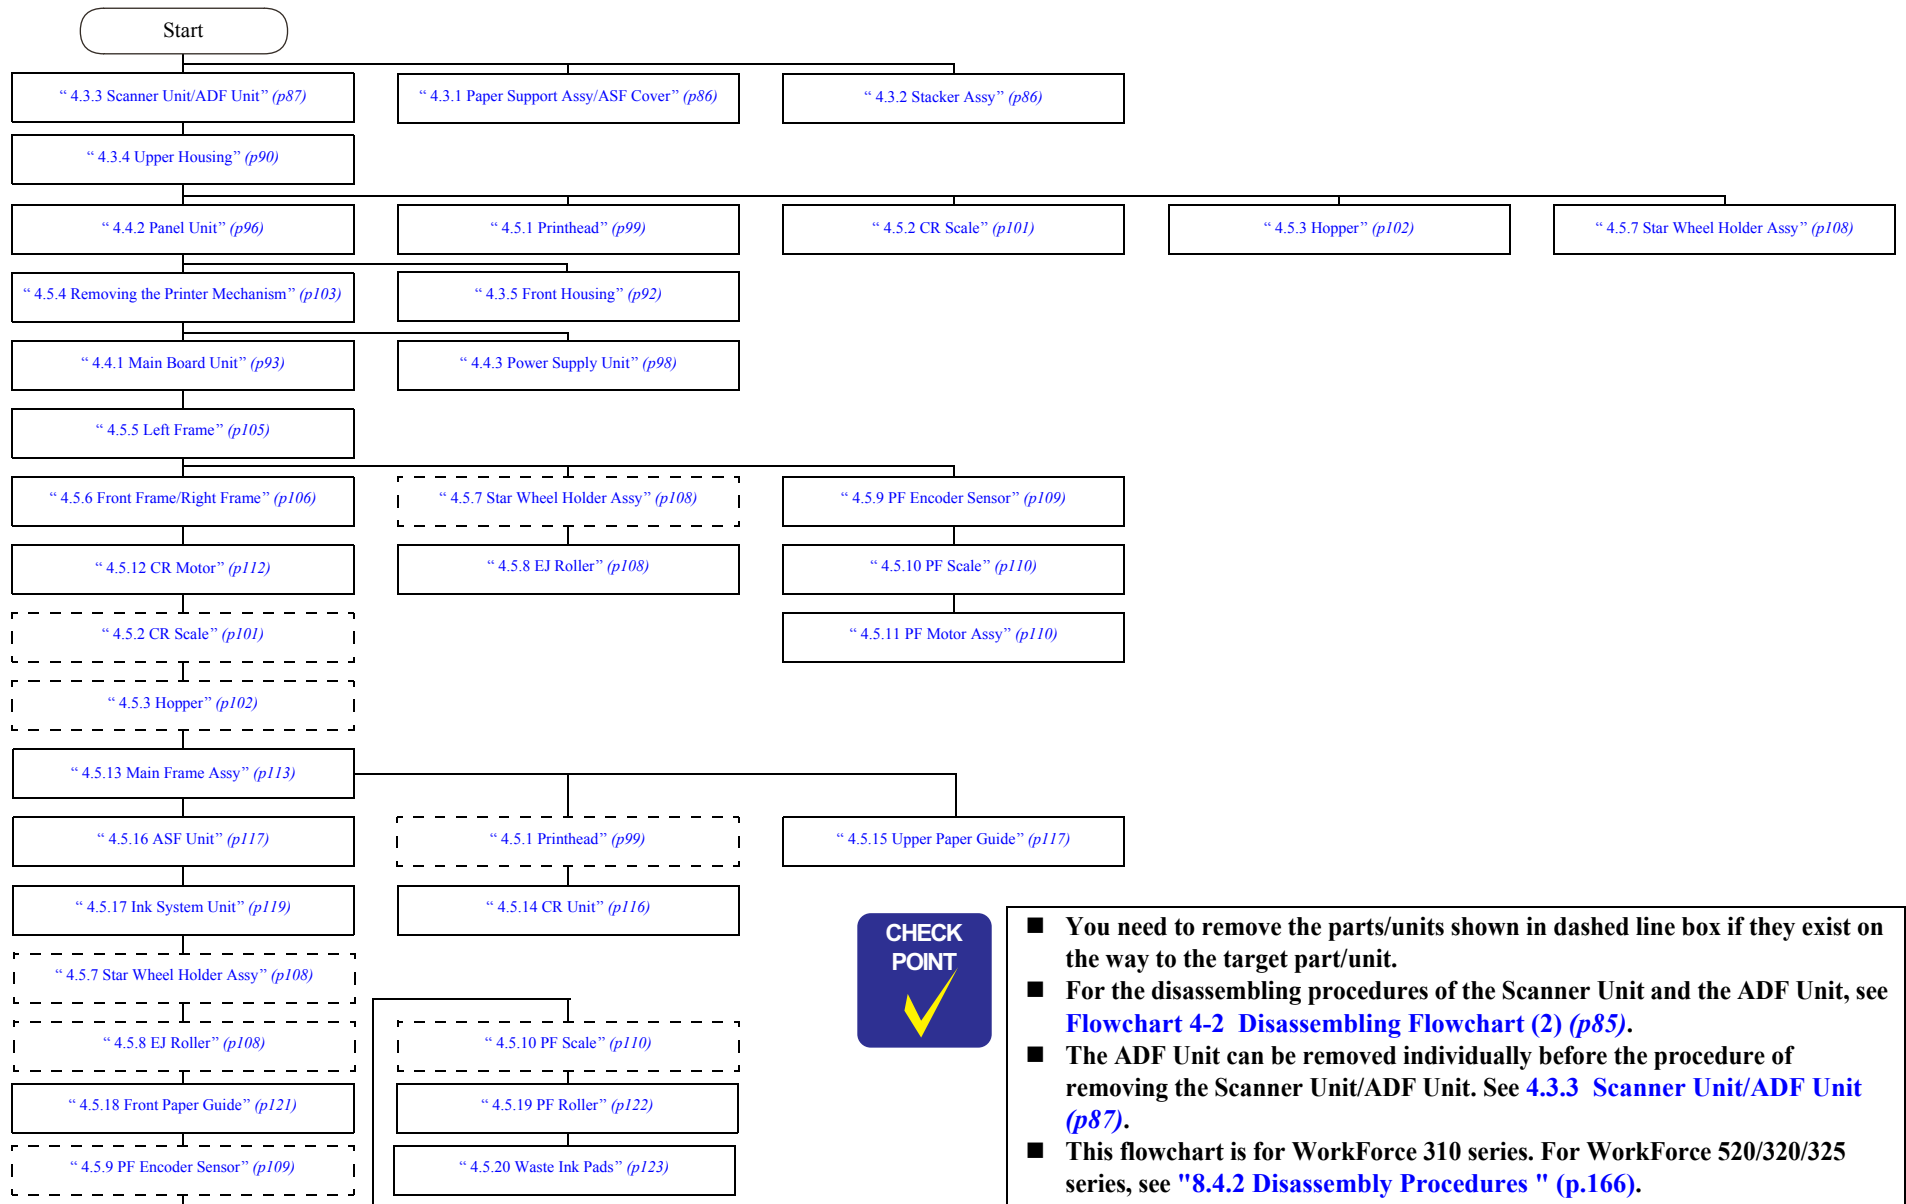 Start
“ 4.3.3 Scanner Unit/ADF Unit” (p87)
“ 4.3.1 Paper Support Assy/ASF Cover” (p86)
“ 4.3.2 Stacker Assy” (p86)
“ 4.3.4 Upper Housing” (p90)
“ 4.4.2 Panel Unit” (p96)
“ 4.5.1 Printhead” (p99)
“ 4.5.2 CR Scale” (p101)
“ 4.5.3 Hopper” (p102)
“ 4.5.7 Star Wheel Holder Assy” (p108)
“ 4.5.4 Removing the Printer Mechanism” (p103)
“ 4.3.5 Front Housing” (p92)
“ 4.4.1 Main Board Unit” (p93)
“ 4.4.3 Power Supply Unit” (p98)
“ 4.5.5 Left Frame” (p105)
“ 4.5.6 Front Frame/Right Frame” (p106)
“ 4.5.7 Star Wheel Holder Assy” (p108)
“ 4.5.9 PF Encoder Sensor” (p109)
“ 4.5.12 CR Motor” (p112)
“ 4.5.8 EJ Roller” (p108)
“ 4.5.10 PF Scale” (p110)
“ 4.5.2 CR Scale” (p101)
“ 4.5.11 PF Motor Assy” (p110)
“ 4.5.3 Hopper” (p102)
“ 4.5.13 Main Frame Assy” (p113)
“ 4.5.16 ASF Unit” (p117)
“ 4.5.1 Printhead” (p99)
“ 4.5.15 Upper Paper Guide” (p117)
“ 4.5.17 Ink System Unit” (p119)
“ 4.5.14 CR Unit” (p116)
“ 4.5.7 Star Wheel Holder Assy” (p108)
“ 4.5.8 EJ Roller” (p108)
“ 4.5.10 PF Scale” (p110)
“ 4.5.18 Front Paper Guide” (p121)
“ 4.5.19 PF Roller” (p122)
“ 4.5.9 PF Encoder Sensor” (p109)
“ 4.5.20 Waste Ink Pads” (p123)
CHECK
POINT
■ You need to remove the parts/units shown in dashed line box if they exist on
the way to the target part/unit.
■ For the disassembling procedures of the Scanner Unit and the ADF Unit, see
Flowchart 4-2 Disassembling Flowchart (2) (p85).
■ The ADF Unit can be removed individually before the procedure of
removing the Scanner Unit/ADF Unit. See 4.3.3 Scanner Unit/ADF Unit
(p87).
■ This flowchart is for WorkForce 310 series. For WorkForce 520/320/325
series, see "8.4.2 Disassembly Procedures " (p.166).